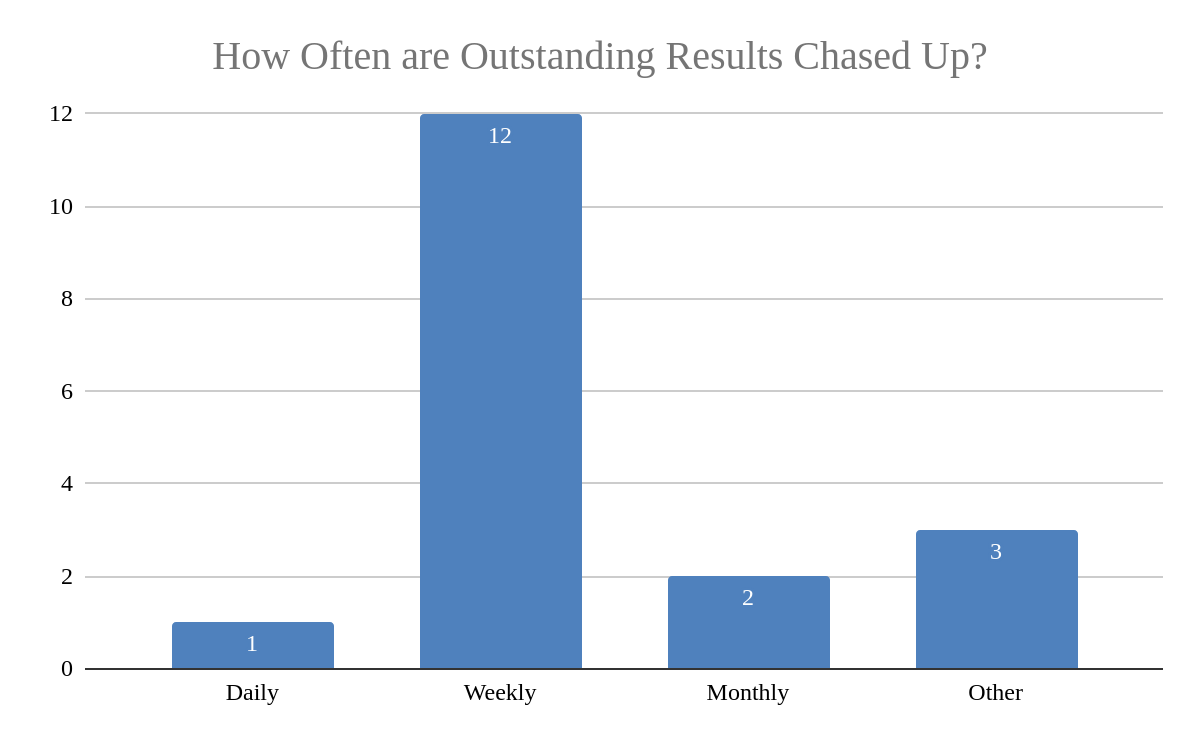 How Often are Outstanding Results Chased Up?
12
10
8
6
4
2
0
1
12
2
3
Daily
Weekly
Monthly
Other